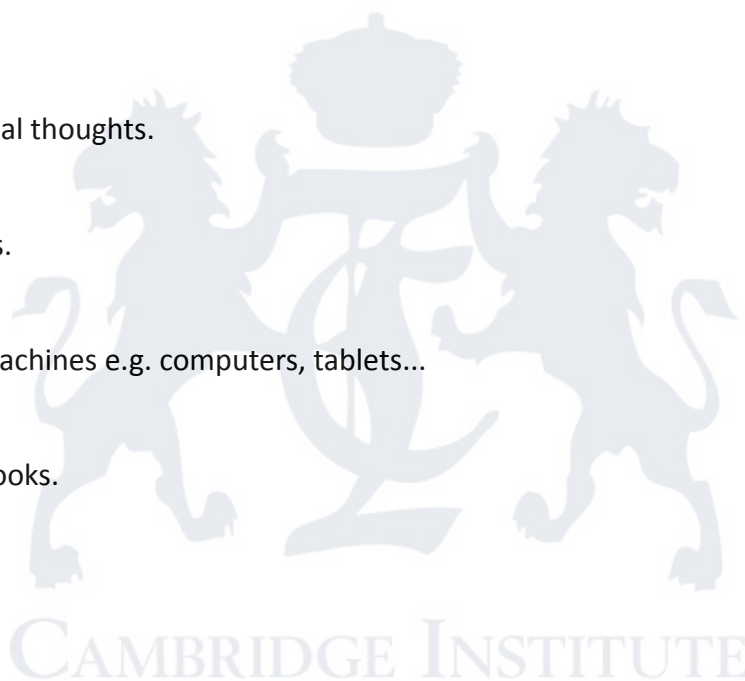 al thoughts.
s.
achines e.g. computers, tablets...
ooks.
CAMBRIDGE INSTITUTE